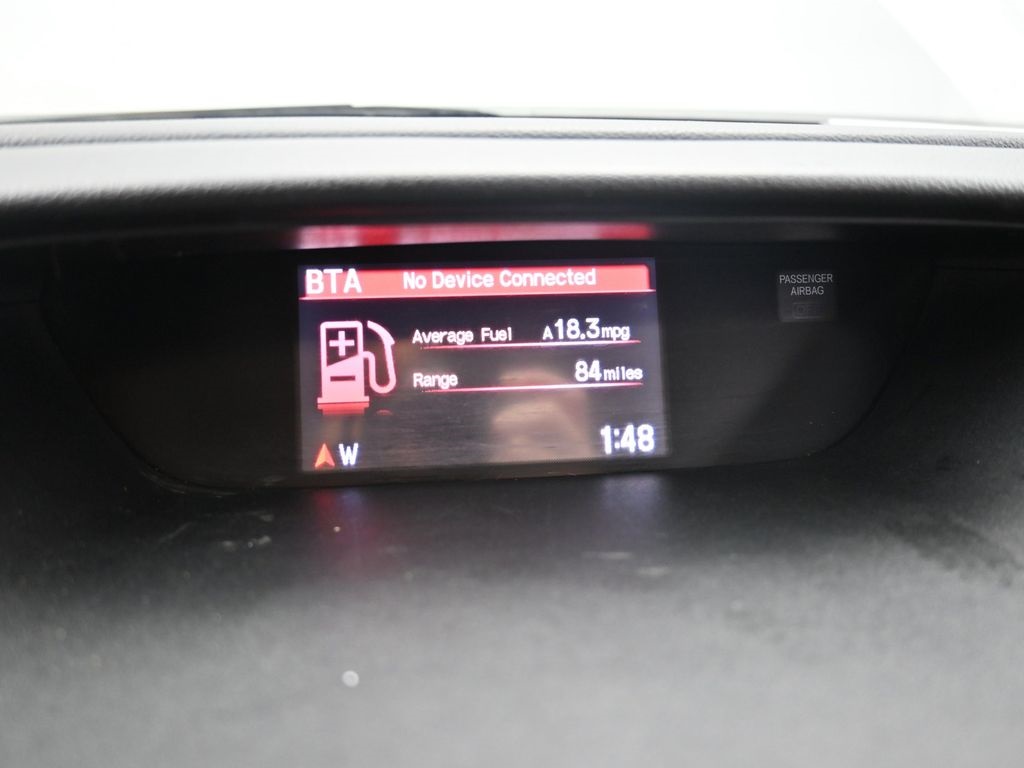 BTA No Device Connected
PASSENGER
AIRBAG
Average Fuel A18.3mpg
Range 84miles
W 1:48